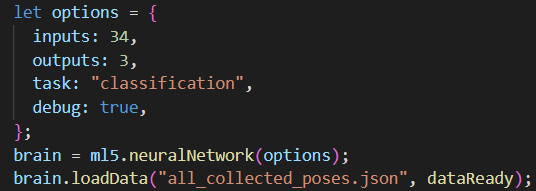 let options = {
  inputs: 34,
  outputs: 3,
  task: "classification",
  debug: true,
};
brain = ml5.neuralNetwork(options);
brain.loadData("all_collected_poses.json", dataReady);